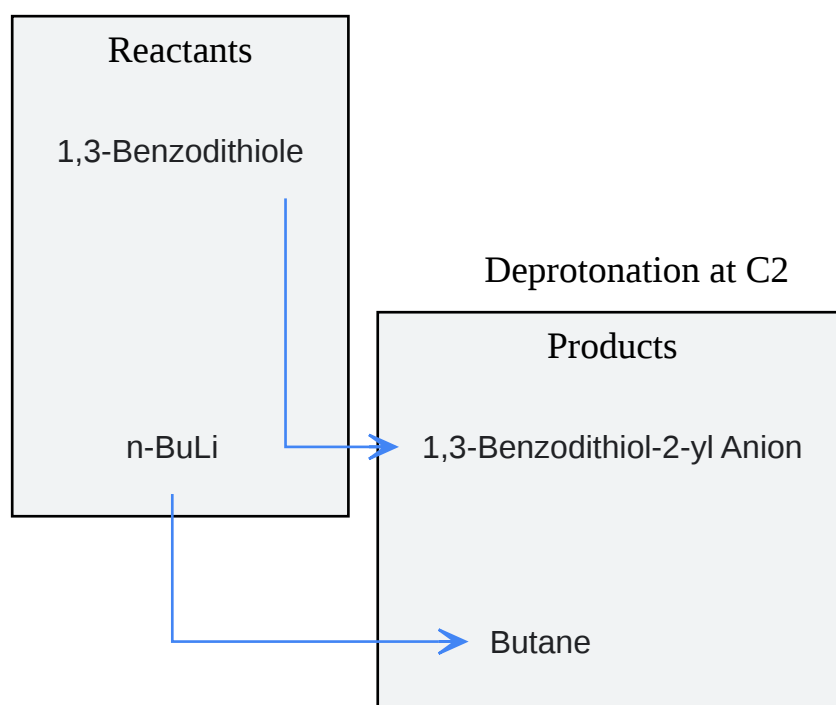 Reactants
1,3-Benzodithiole
Deprotonation at C2
Products
n-BuLi
1,3-Benzodithiol-2-yl Anion
Butane